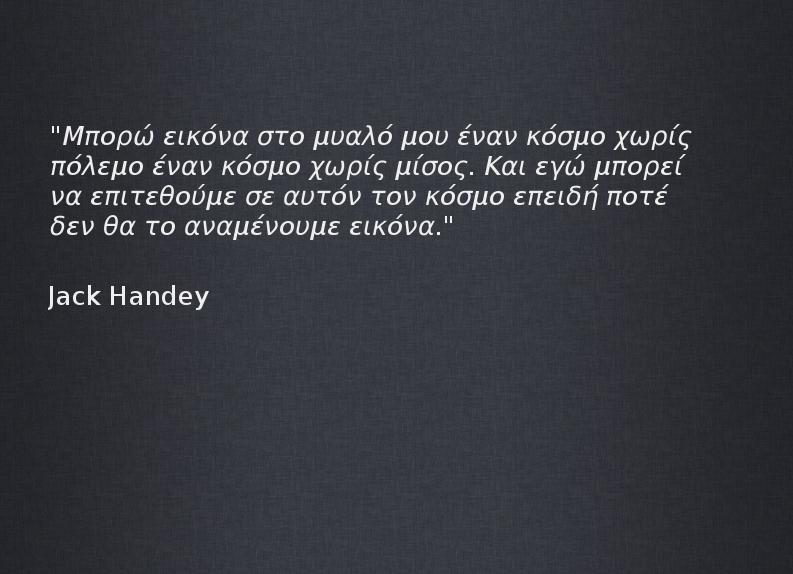 "Μπορώ εικόνα στο μυαλό μου έναν κόσμο χωρίς
πόλεμο έναν κόσμο χωρίς μίσος. Και εγώ μπορεί
να επιτεθούμε σε αυτόν τον κόσμο επειδή ποτέ
δεν θα το αναμένουμε εικόνα."
Jack Handey